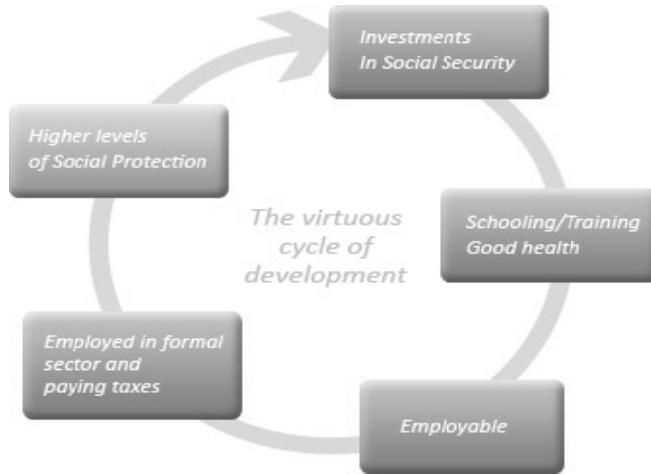 Investments
In Social Security
Higher levels
of Social Protection
The virtuous
cycle of
development
Schooling/Training
Good health
Employed in formal
sector and
paying taxes
Employable